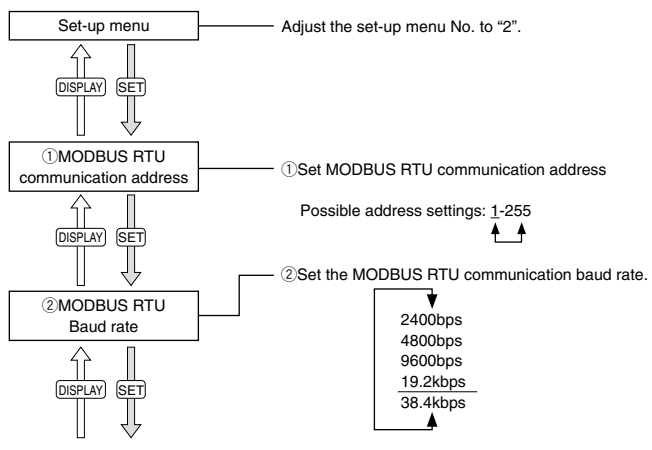 Set-up menu
Adjust the set-up menu No. to “2”.
DISPLAY SET
①MODBUS RTU
communication address
①Set MODBUS RTU communication address
Possible address settings: 1-255
DISPLAY SET
②MODBUS RTU
Baud rate
②Set the MODBUS RTU communication baud rate.
2400bps
4800bps
9600bps
19.2kbps
38.4kbps
DISPLAY SET